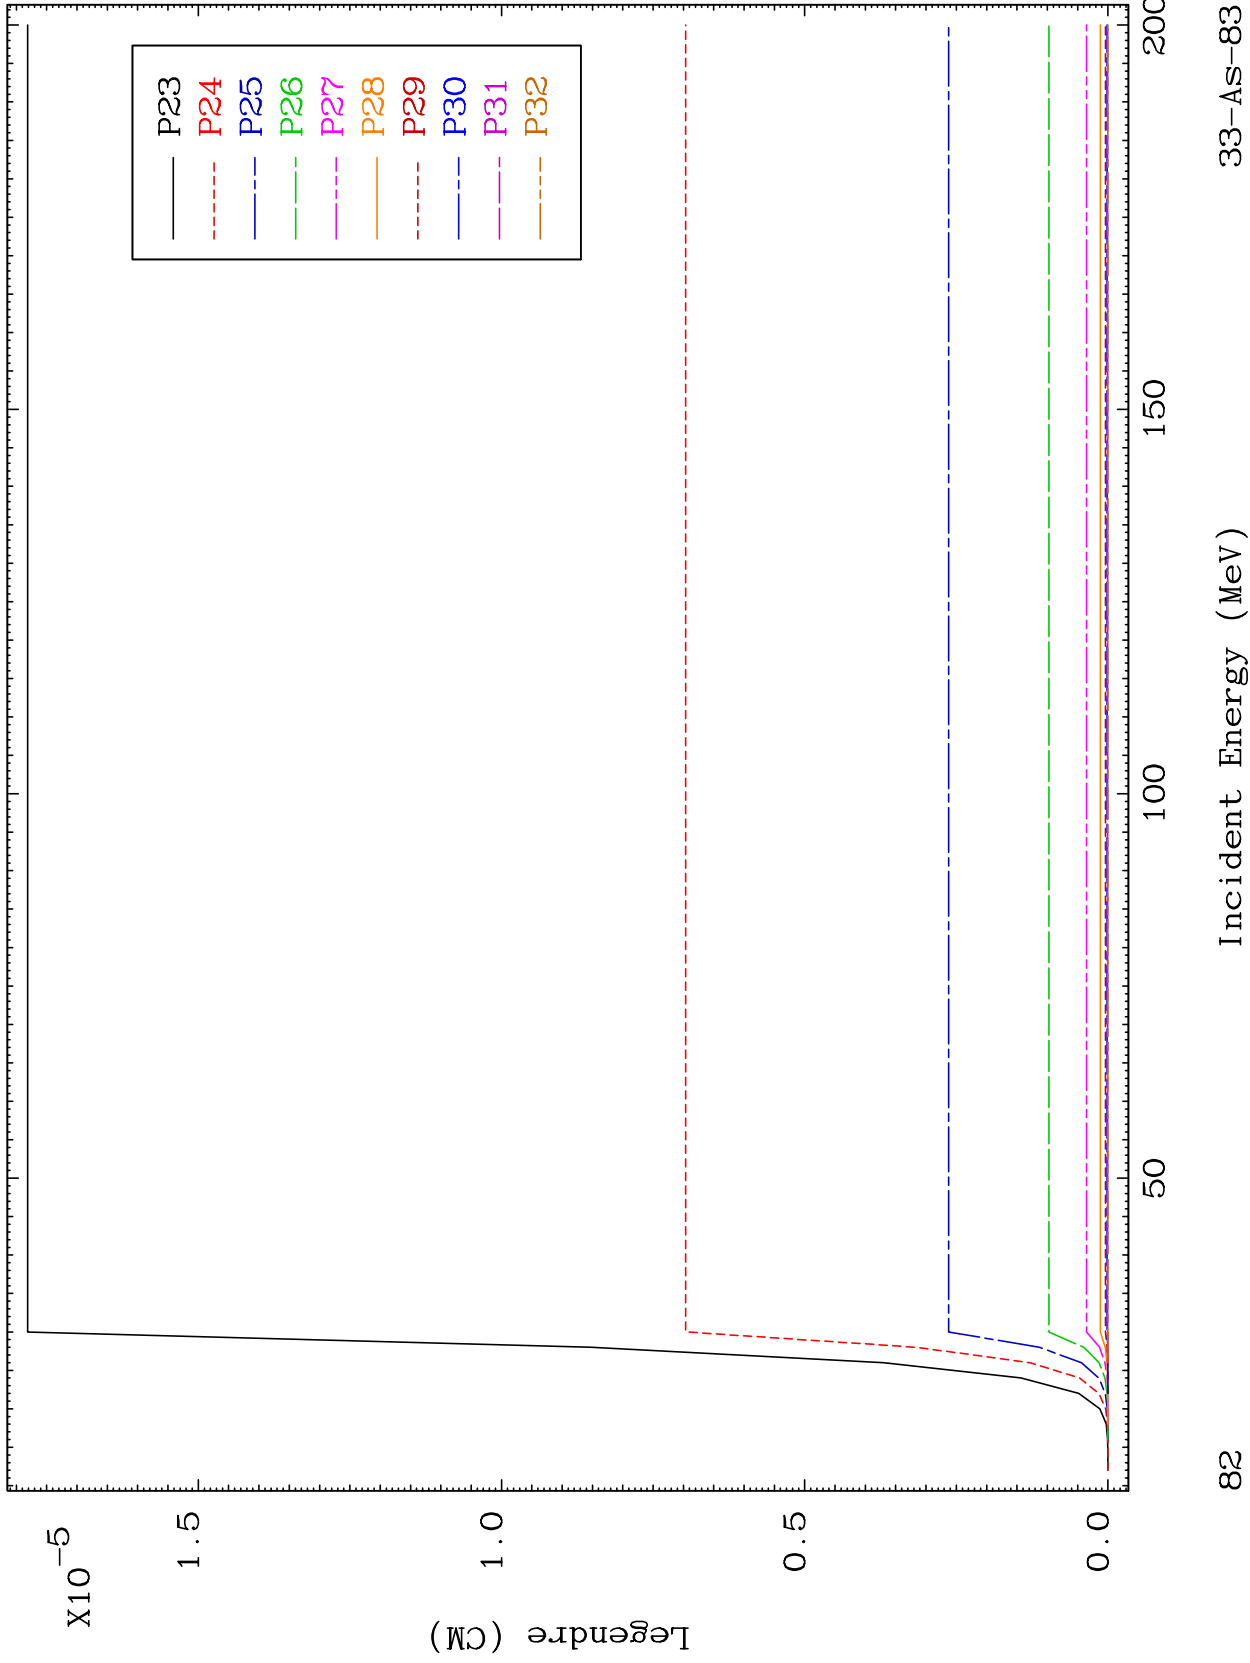 X10-5
1.5
1.0
0.5
0.0
Legendre (CM)
P23
P24
P25
P26
P27
P28
P29
P30
P31
P32
50
100
150
200
82
Incident Energy (MeV)
33-As-83